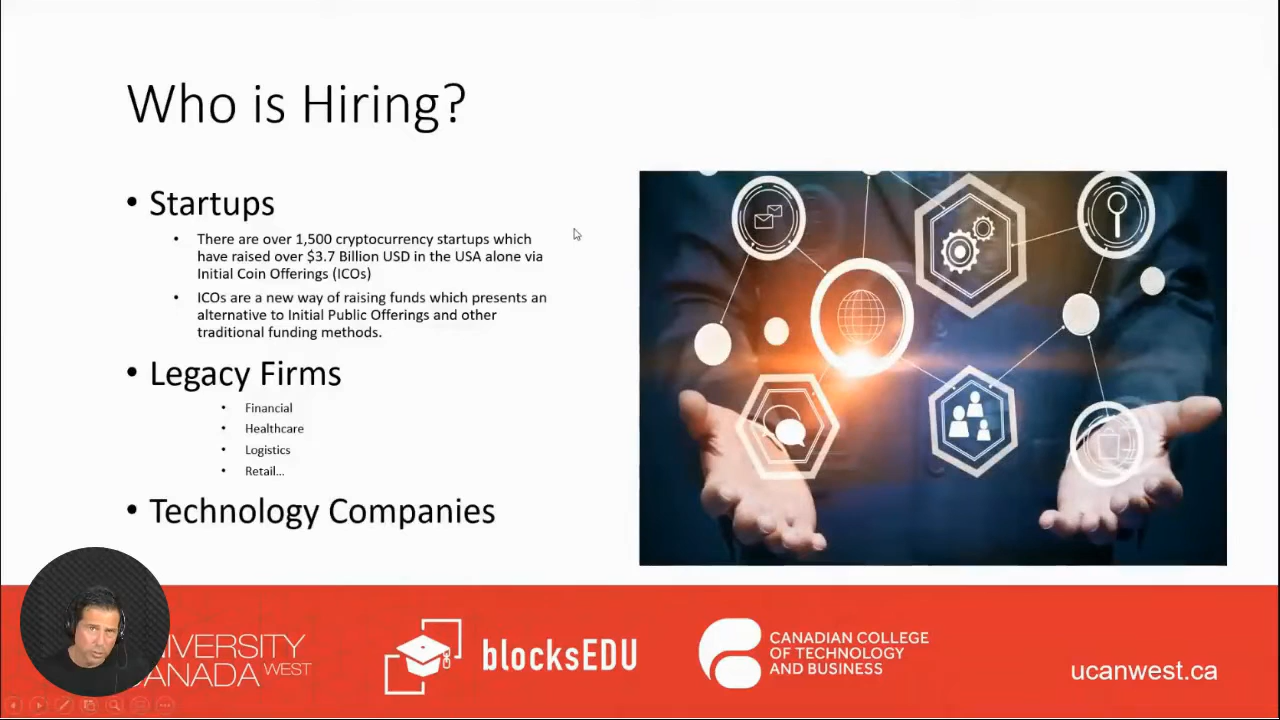 Who is Hiring?
• Startups
• There are over 1,500 cryptocurrency startups which
have raised over $3.7 Billion USD in the USA alone via
Initial Coin Offerings (ICOs)
• ICOs are a new way of raising funds which presents an
alternative to Initial Public Offerings and other
traditional funding methods.
• Legacy Firms
• Financial
• Healthcare
• Logistics
• Retail...
• Technology Companies
WEST
blocksEDU
CANADIAN COLLEGE
OF TECHNOLOGY
AND BUSINESS
ucanwest.ca